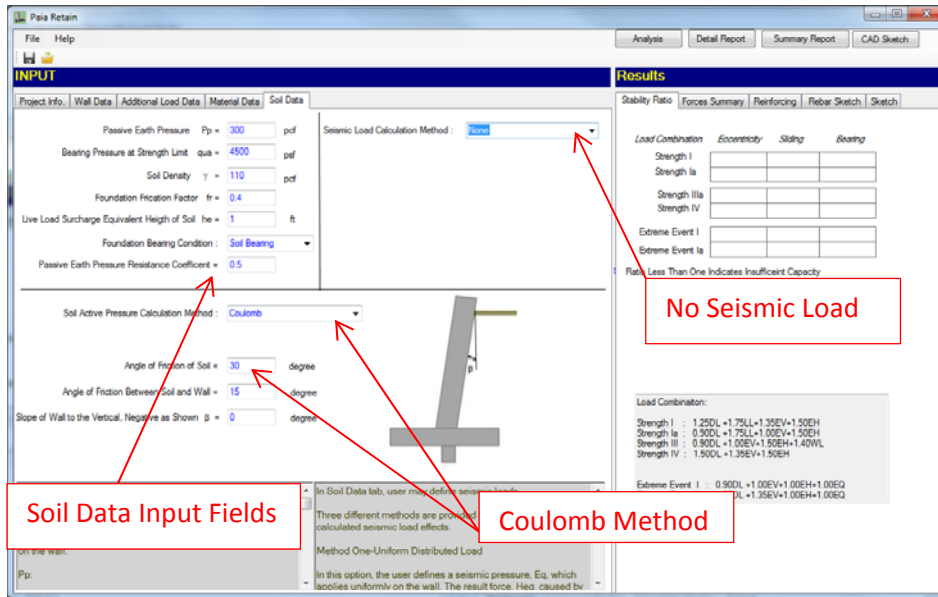 Paia Retain
File Help
Analysis Detail Report Summary Report CAD Sketch
INPUT
Project Info. Wall Data Additional Load Data Material Data Soil Data
Passive Earth Pressure Pp = 300 pcf
Bearing Pressure at Strength Limit qua = 4500 psf
Soil Density γ = 110 pcf
Foundation Frication Factor fr = 0.4
Live Load Surcharge Equivalent Heigth of Soil he = 1 ft
Foundation Bearing Condition : Soil Bearing
Passive Earth Pressure Resistance Coefficent = 0.5
Seismic Load Calculation Method : None
Soil Active Pressure Calculation Method : Coulomb
Angle of Friction of Soil = 30 degree
Angle of Friction Between Soil and Wall = 15 degree
Slope of Wall to the Vertical, Negative as Shown β = 0 degree
β
Soil Data Input Fields
Coulomb Method
No Seismic Load
on the wall.
Pp:
In Soil Data tab, user may define seismic loads.
Three different methods are provided
calculated seismic load effects.
Method One-Uniform Distributed Load
In this option, the user defines a seismic pressure, Eq, which
applies uniformly on the wall. The result force, Heq, caused by
Results
Stability Ratio Forces Summary Reinforcing Rebar Sketch Sketch
Load Combination Eccentricity Sliding Bearing
Strength I
Strength Ia
Strength IIIa
Strength IV
Extreme Event I
Extreme Event Ia
Ratio Less Than One Indicates Insufficeint Capacity
Load Combinaiton:
Strength I : 1.25DL +1.75LL+1.35EV+1.50EH
Strength Ia : 0.90DL +1.75LL+1.00EV+1.50EH
Strength III : 0.90DL +1.00EV+1.50EH+1.40WL
Strength IV : 1.50DL +1.35EV+1.50EH
Extreme Event I : 0.90DL +1.00EV+1.00EH+1.00EQ
DL +1.35EV+1.00EH+1.00EQ